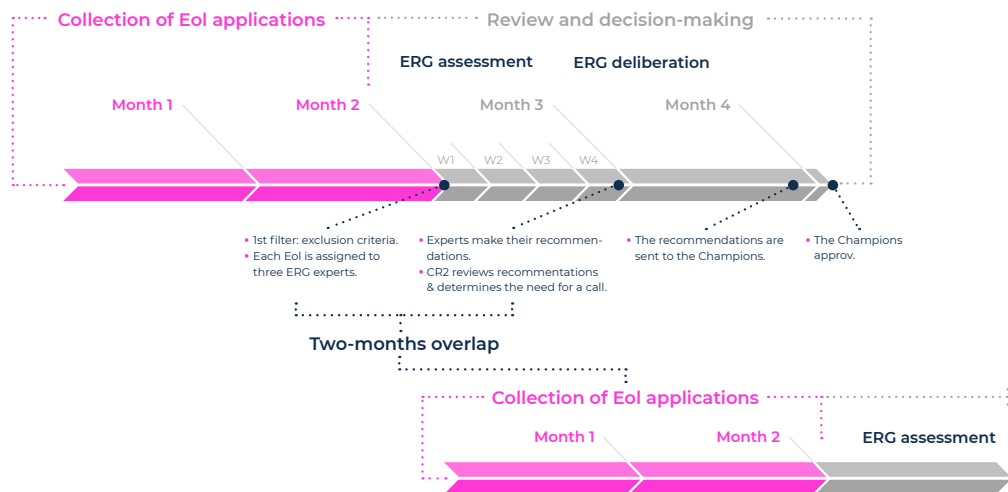 Collection of EoI applications
Review and decision-making
ERG assessment
ERG deliberation
Month 1
Month 2
Month 3
Month 4
W1
W2
W3
W4
• 1st filter: exclusion criteria.
• Each EoI is assigned to
three ERG experts.
• Experts make their recommen-
dations.
• CR2 reviews recommentations
& determines the need for a call.
• The recommendations are
sent to the Champions.
• The Champions
approv.
Two-months overlap
Collection of EoI applications
Month 1
Month 2
ERG assessment